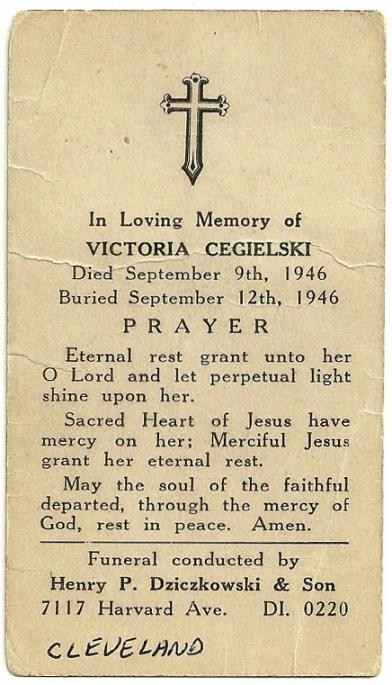 In Loving Memory of
VICTORIA CEGIELSKI
Died September 9th, 1946
Buried September 12th, 1946
PRAYER
Eternal rest grant unto her
O Lord and let perpetual light
shine upon her.
Sacred Heart of Jesus have
mercy on her; Merciful Jesus
grant her eternal rest.
May the soul of the faithful
departed, through the mercy of
God, rest in peace. Amen.
Funeral conducted by
Henry P. Dziczkowski & Son
7117 Harvard Ave. DI. 0220
CLEVELAND